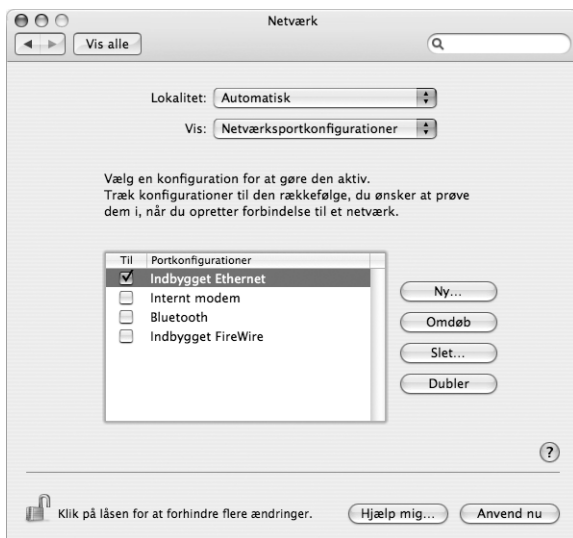 Netværk
Vis alle
Lokalitet: Automatisk
Vis: Netværksportkonfigurationer
Vælg en konfiguration for at gøre den aktiv.
Træk konfigurationer til den rækkefølge, du ønsker at prøve
dem i, når du opretter forbindelse til et netværk.
Til Portkonfigurationer
Indbygget Ethernet
Internt modem
Bluetooth
Indbygget FireWire
Ny...
Omdøb
Slet...
Dubler
?
Klik på låsen for at forhindre flere ændringer.
Hjælp mig... Anvend nu